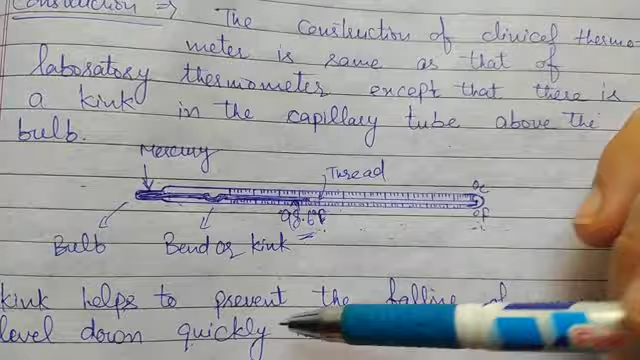 Construction ⇒ The Construction of clinical thermo-
meter is same as that of
laboratory thermometer except that there is
a kink in the capillary tube above the
bulb.
Mercury
Thread
°C
98.6°F
°F
Bulb
Bend or kink
kink helps to prevent the falling of
level down quickly